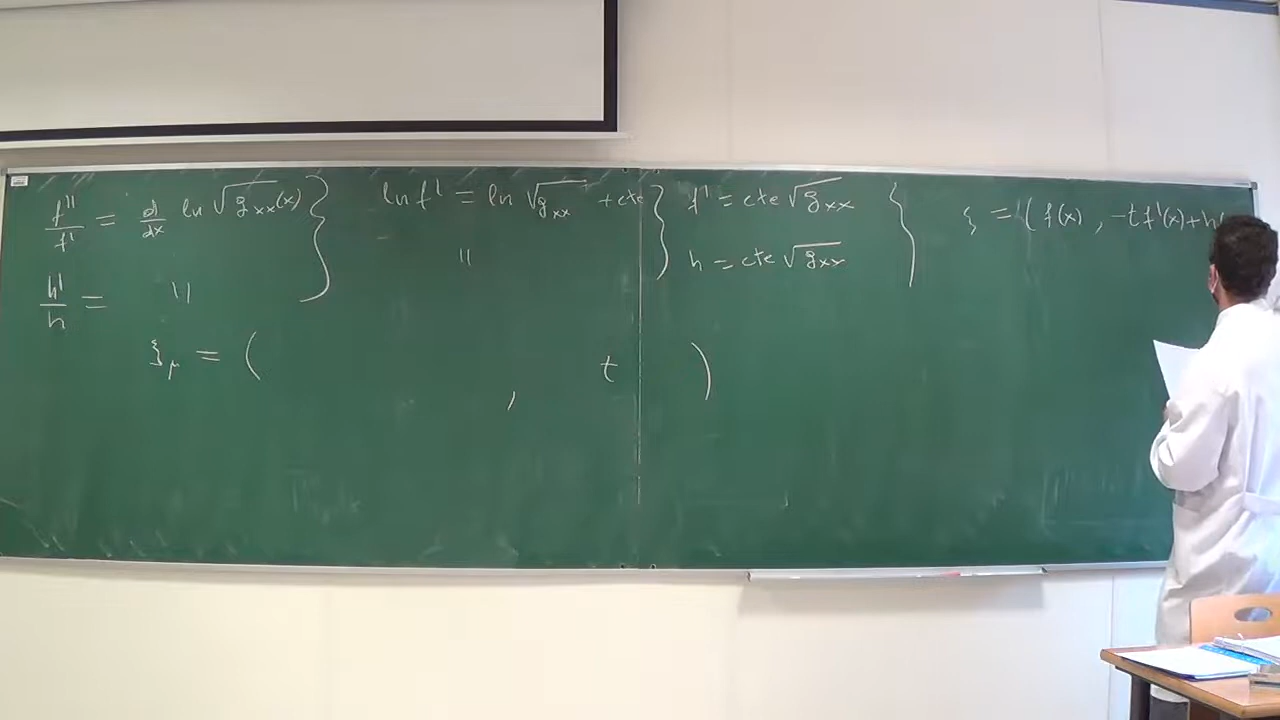 f''/f' = d/dx ln √g_xx(x) } ln f' = ln √g_xx + cte } f' = cte √g_xx { ξ = (f(x), -t f'(x) + h
h'/h = " " h = cte √g_xx
ξ_μ = ( , t )